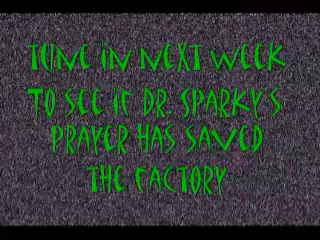 TUNE IN NEXT WEEK
TO SEE IF DR. SPARKY'S
PRAYER HAS SAVED
THE FACTORY